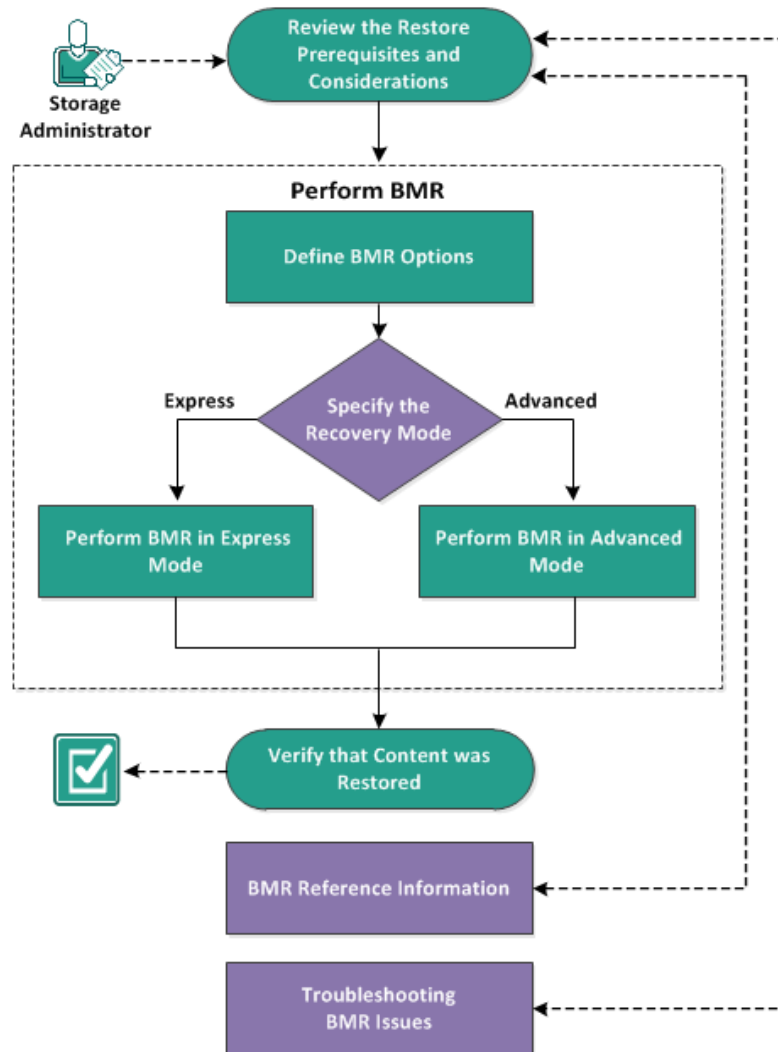 Review the Restore
Prerequisites and
Considerations
Storage
Administrator
Perform BMR
Define BMR Options
Express
Specify the
Recovery Mode
Advanced
Perform BMR in Express
Mode
Perform BMR in Advanced
Mode
Verify that Content was
Restored
BMR Reference Information
Troubleshooting
BMR Issues